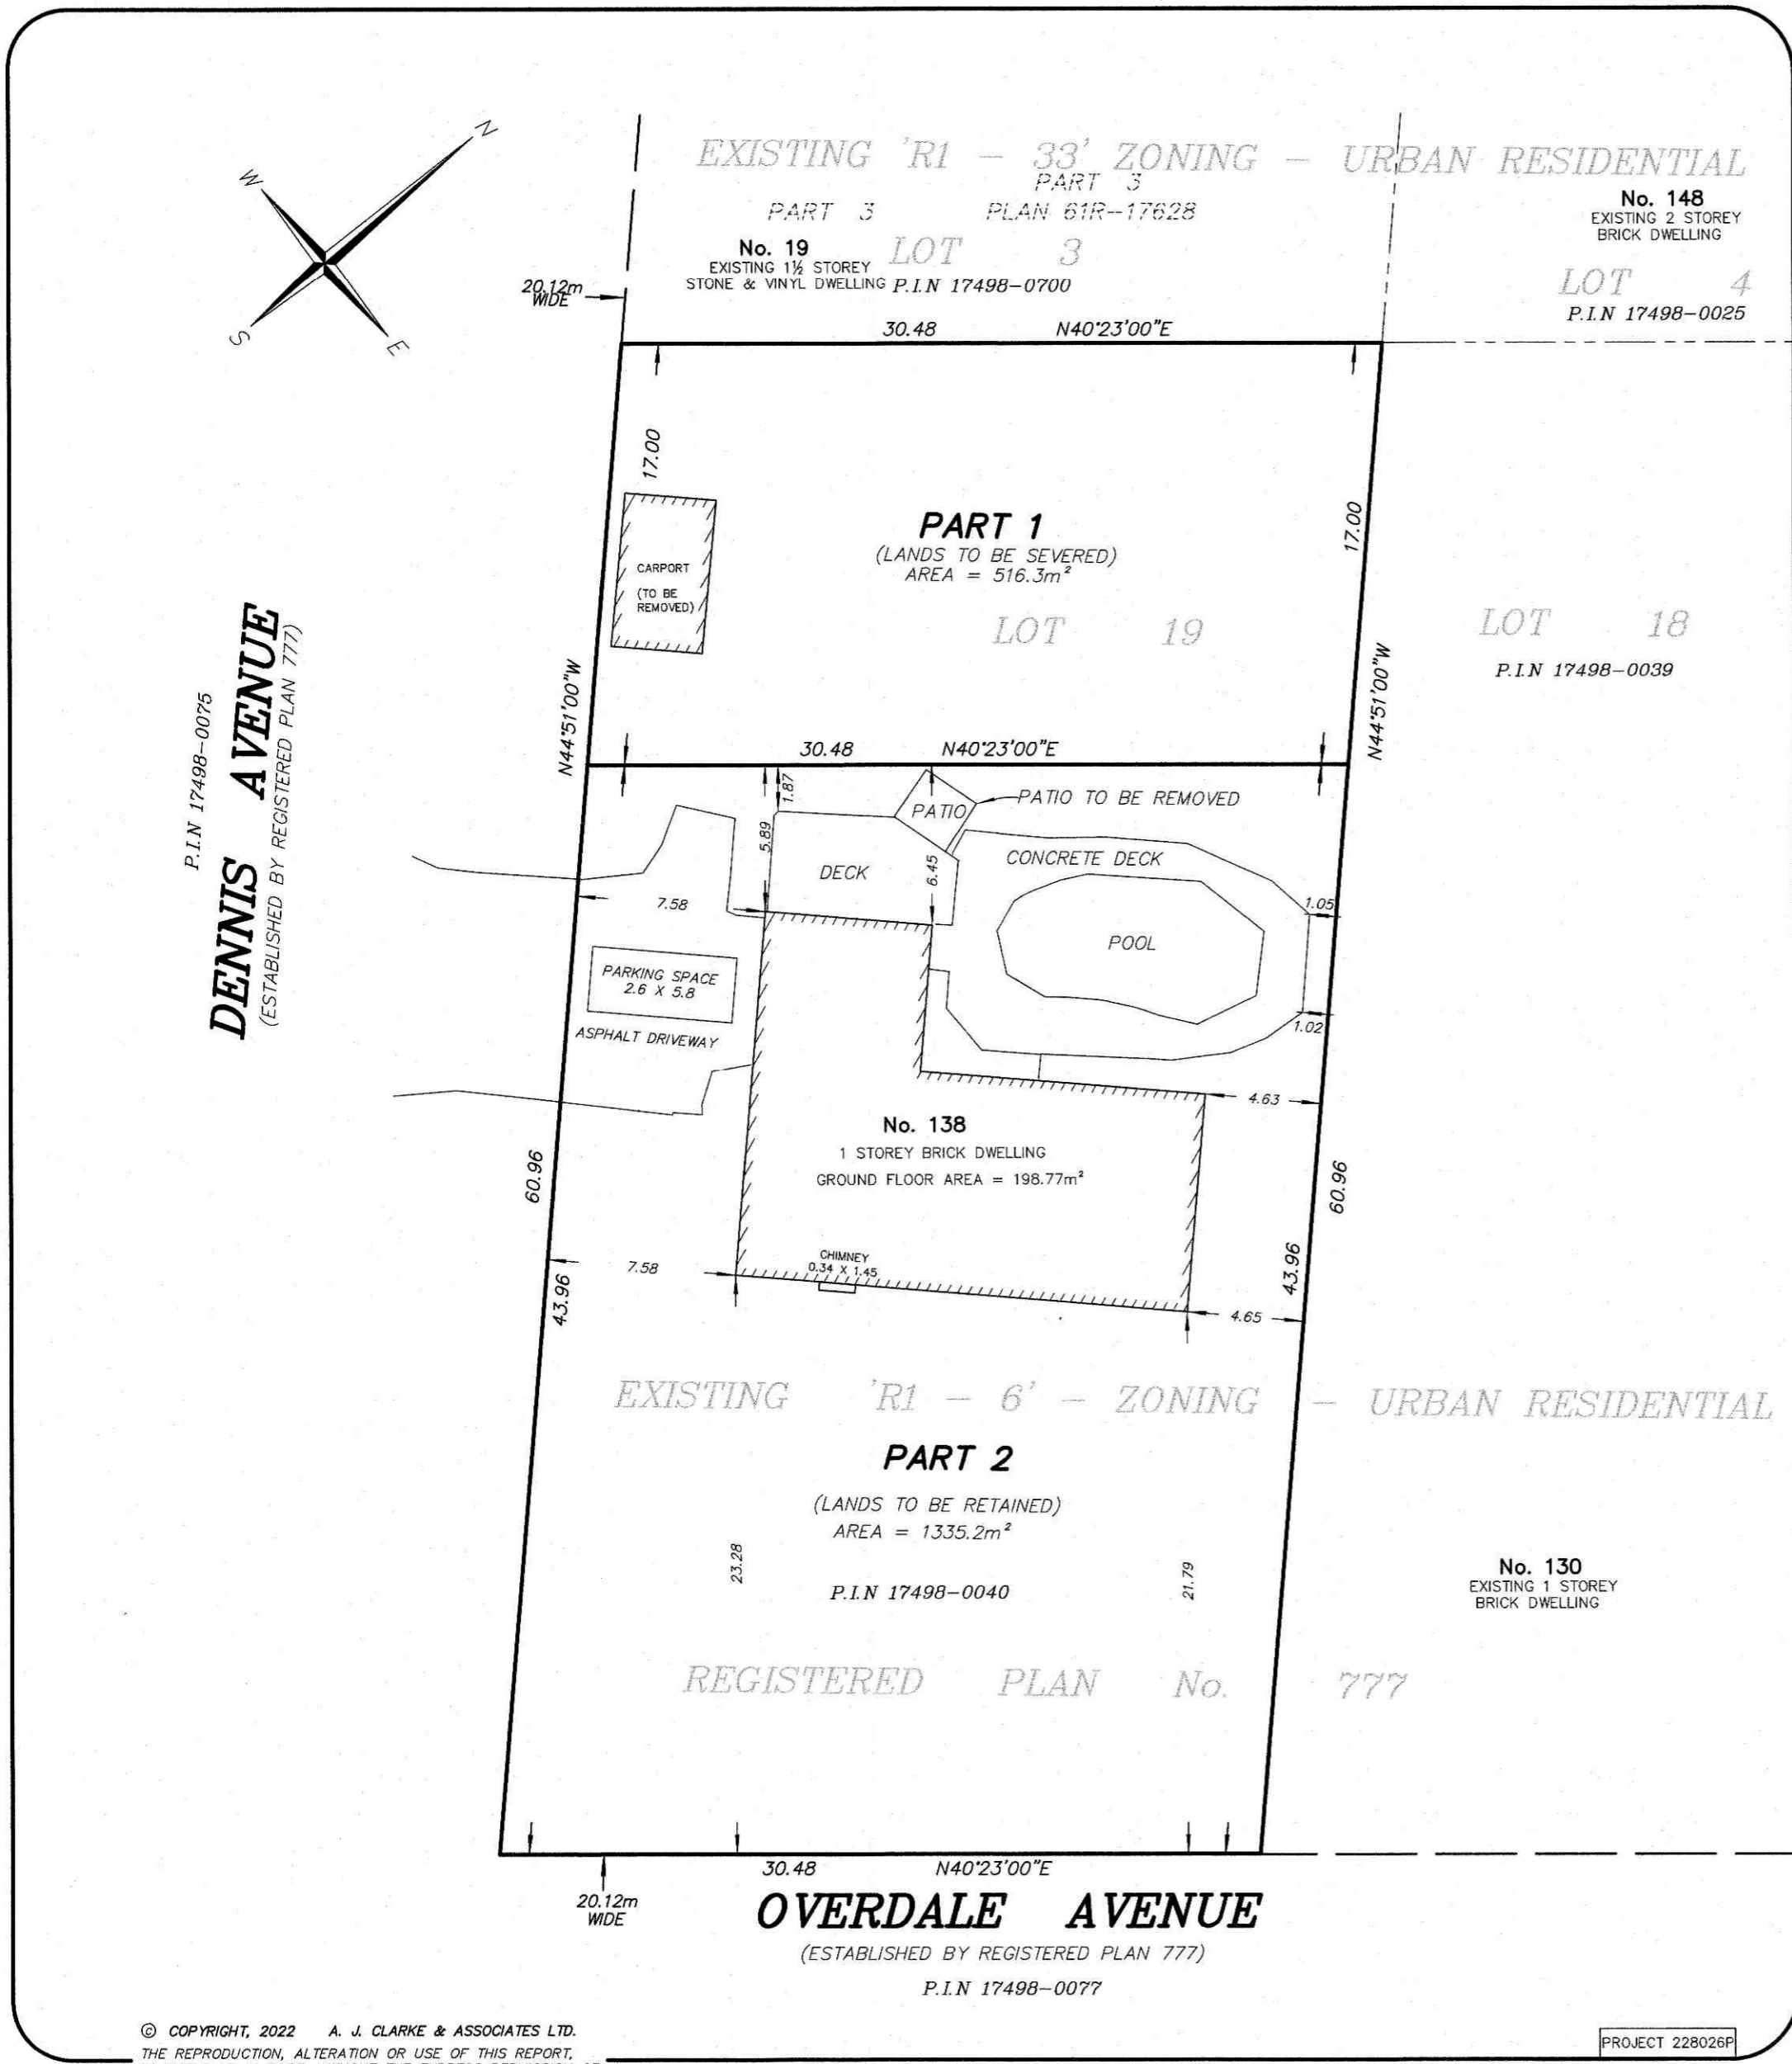 N
W
S
E
EXISTING 'R1 - 33' ZONING - URBAN RESIDENTIAL
PART 3
PART 3 PLAN 61R--17628
No. 19
EXISTING 1½ STOREY
STONE & VINYL DWELLING
LOT 3
P.I.N 17498-0700
No. 148
EXISTING 2 STOREY
BRICK DWELLING
LOT 4
P.I.N 17498-0025
20.12m
WIDE
30.48 N40°23'00"E
17.00
CARPORT
(TO BE
REMOVED)
PART 1
(LANDS TO BE SEVERED)
AREA = 516.3m²
LOT 19
17.00
LOT 18
P.I.N 17498-0039
N44°51'00"W
N44°51'00"W
P.I.N 17498-0075
DENNIS AVENUE
(ESTABLISHED BY REGISTERED PLAN 777)
30.48 N40°23'00"E
1.87
5.89
PATIO
PATIO TO BE REMOVED
DECK
6.45
CONCRETE DECK
7.58
1.05
POOL
PARKING SPACE
2.6 X 5.8
ASPHALT DRIVEWAY
1.02
4.63
No. 138
1 STOREY BRICK DWELLING
GROUND FLOOR AREA = 198.77m²
60.96
60.96
CHIMNEY
0.34 X 1.45
7.58
43.96
43.96
4.65
EXISTING 'R1 - 6' - ZONING - URBAN RESIDENTIAL
PART 2
(LANDS TO BE RETAINED)
AREA = 1335.2m²
23.28
P.I.N 17498-0040
21.79
No. 130
EXISTING 1 STOREY
BRICK DWELLING
REGISTERED PLAN No. 777
30.48 N40°23'00"E
20.12m
WIDE
OVERDALE AVENUE
(ESTABLISHED BY REGISTERED PLAN 777)
P.I.N 17498-0077
© COPYRIGHT, 2022 A. J. CLARKE & ASSOCIATES LTD.
THE REPRODUCTION, ALTERATION OR USE OF THIS REPORT,
PROJECT 228026P